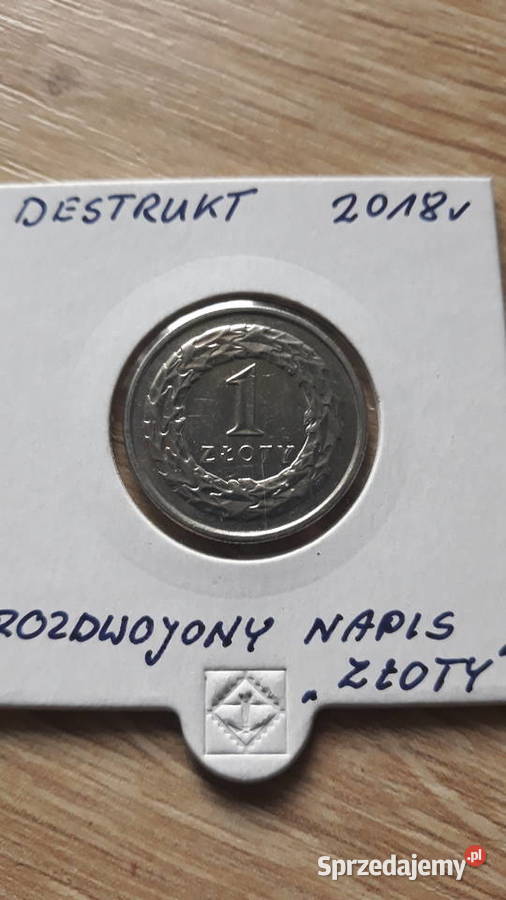 DESTRUKT 2018r
1
ZŁOTY
ROZDWOJONY NAPIS
„ZŁOTY”
Sprzedajemy.pl